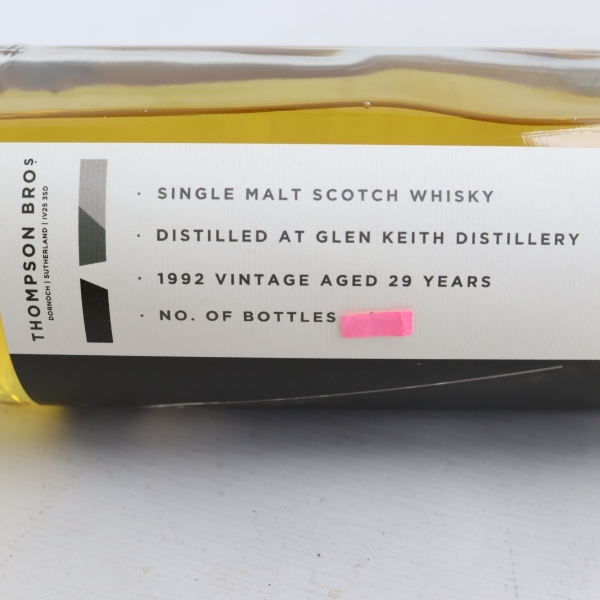 THOMPSON BROS.
DORNOCH | SUTHERLAND | IV25 3SD
· SINGLE MALT SCOTCH WHISKY
· DISTILLED AT GLEN KEITH DISTILLERY
· 1992 VINTAGE AGED 29 YEARS
· NO. OF BOTTLES